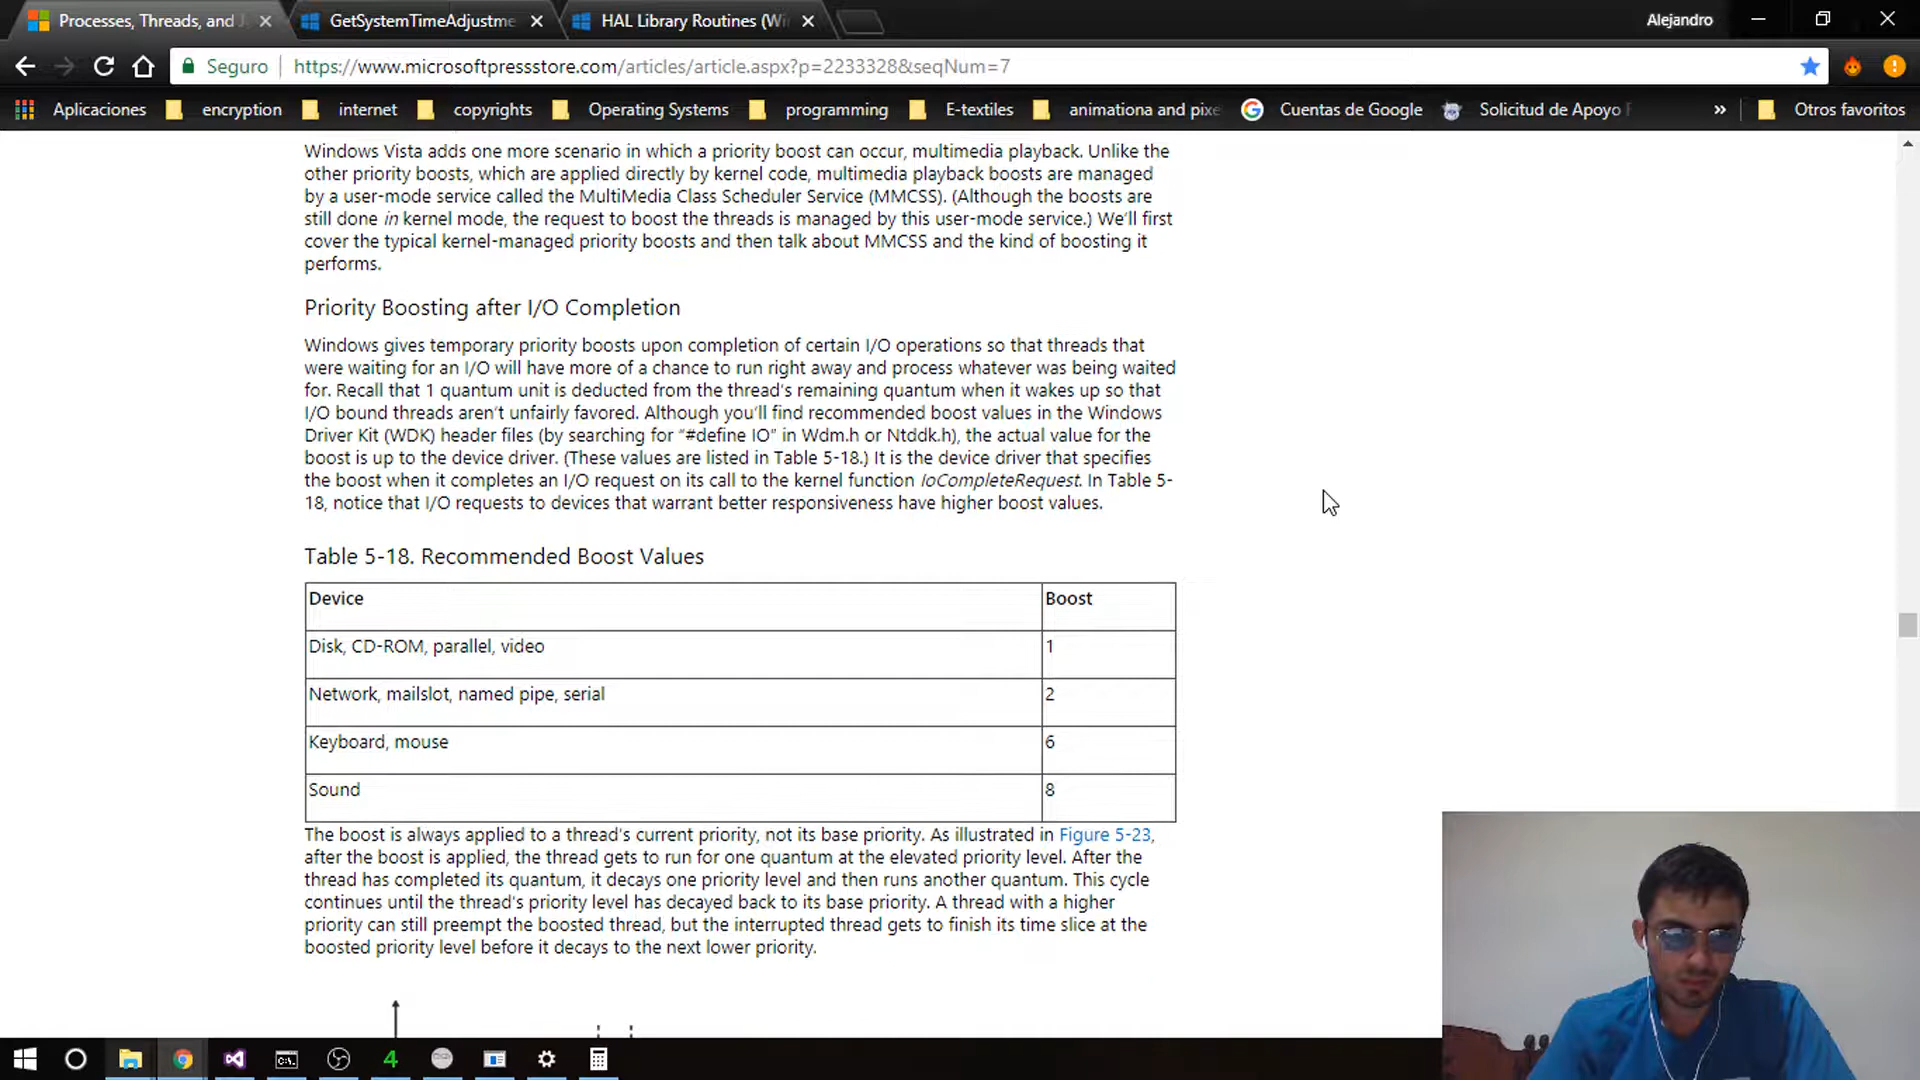 Processes, Threads, and J
GetSystemTimeAdjustme
HAL Library Routines (Wi
Alejandro
Seguro
https://www.microsoftpressstore.com/articles/article.aspx?p=2233328&seqNum=7
Aplicaciones
encryption
internet
copyrights
Operating Systems
programming
E-textiles
animationa and pixe
Cuentas de Google
Solicitud de Apoyo
»
Otros favoritos
Windows Vista adds one more scenario in which a priority boost can occur, multimedia playback. Unlike the
other priority boosts, which are applied directly by kernel code, multimedia playback boosts are managed
by a user-mode service called the MultiMedia Class Scheduler Service (MMCSS). (Although the boosts are
still done in kernel mode, the request to boost the threads is managed by this user-mode service.) We'll first
cover the typical kernel-managed priority boosts and then talk about MMCSS and the kind of boosting it
performs.
Priority Boosting after I/O Completion
Windows gives temporary priority boosts upon completion of certain I/O operations so that threads that
were waiting for an I/O will have more of a chance to run right away and process whatever was being waited
for. Recall that 1 quantum unit is deducted from the thread's remaining quantum when it wakes up so that
I/O bound threads aren't unfairly favored. Although you'll find recommended boost values in the Windows
Driver Kit (WDK) header files (by searching for "#define IO" in Wdm.h or Ntddk.h), the actual value for the
boost is up to the device driver. (These values are listed in Table 5-18.) It is the device driver that specifies
the boost when it completes an I/O request on its call to the kernel function IoCompleteRequest. In Table 5-
18, notice that I/O requests to devices that warrant better responsiveness have higher boost values.
Table 5-18. Recommended Boost Values
Device Boost
Disk, CD-ROM, parallel, video 1
Network, mailslot, named pipe, serial 2
Keyboard, mouse 6
Sound 8
The boost is always applied to a thread's current priority, not its base priority. As illustrated in Figure 5-23,
after the boost is applied, the thread gets to run for one quantum at the elevated priority level. After the
thread has completed its quantum, it decays one priority level and then runs another quantum. This cycle
continues until the thread's priority level has decayed back to its base priority. A thread with a higher
priority can still preempt the boosted thread, but the interrupted thread gets to finish its time slice at the
boosted priority level before it decays to the next lower priority.
4